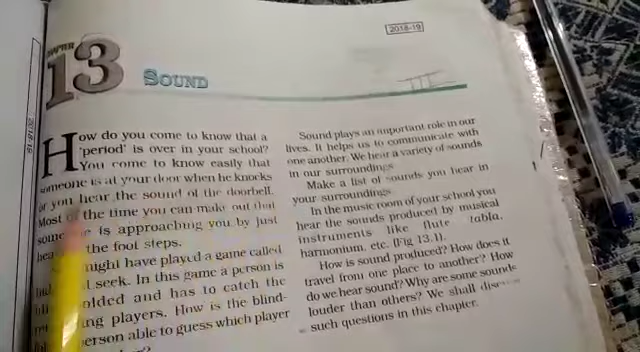 2018-19
CHAPTER
13
SOUND
How do you come to know that a
'period' is over in your school?
You come to know easily that
someone is at your door when he knocks
or you hear the sound of the doorbell.
Most of the time you can make out that
is approaching you by just
the foot steps.
might have played a game called
seek. In this game a person is
and has to catch the
players. How is the blind-
able to guess which player
Sound plays an important role in our
lives. It helps us to communicate with
one another. We hear a variety of sounds
in our surroundings.
Make a list of sounds you hear in
your surroundings.
In the music room of your school you
hear the sounds produced by musical
instruments like flute tabla,
harmonium, etc. (Fig 13.1).
How is sound produced? How does it
travel from one place to another? How
do we hear sound? Why are some sounds
louder than others? We shall
such questions in this chapter.
2018-19